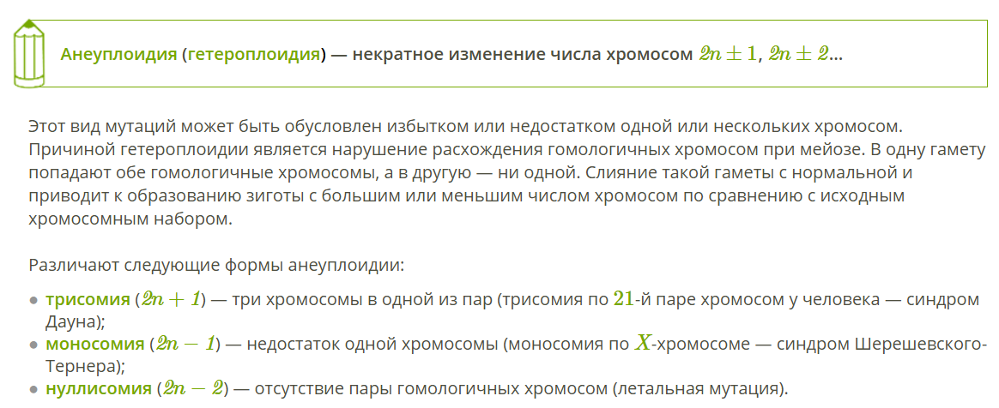 Анеуплоидия (гетероплоидия) — некратное изменение числа хромосом 2n ± 1, 2n ± 2...
Этот вид мутаций может быть обусловлен избытком или недостатком одной или нескольких хромосом.
Причиной гетероплоидии является нарушение расхождения гомологичных хромосом при мейозе. В одну гамету
попадают обе гомологичные хромосомы, а в другую — ни одной. Слияние такой гаметы с нормальной и
приводит к образованию зиготы с большим или меньшим числом хромосом по сравнению с исходным
хромосомным набором.
Различают следующие формы анеуплоидии:
● трисомия (2n + 1) — три хромосомы в одной из пар (трисомия по 21-й паре хромосом у человека — синдром
Дауна);
● моносомия (2n − 1) — недостаток одной хромосомы (моносомия по X-хромосоме — синдром Шерешевского-
Тернера);
● нуллисомия (2n − 2) — отсутствие пары гомологичных хромосом (летальная мутация).